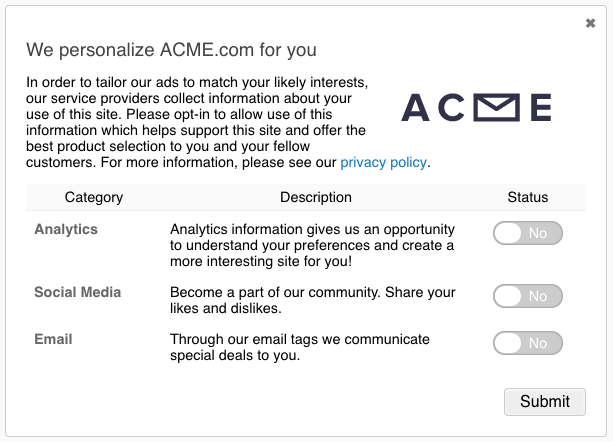 ✖
We personalize ACME.com for you
In order to tailor our ads to match your likely interests,
our service providers collect information about your
use of this site. Please opt-in to allow use of this
information which helps support this site and offer the
best product selection to you and your fellow
customers. For more information, please see our privacy policy.
ACME
Category Description Status
Analytics Analytics information gives us an opportunity No
to understand your preferences and create a
more interesting site for you!
Social Media Become a part of our community. Share your No
likes and dislikes.
Email Through our email tags we communicate No
special deals to you.
Submit